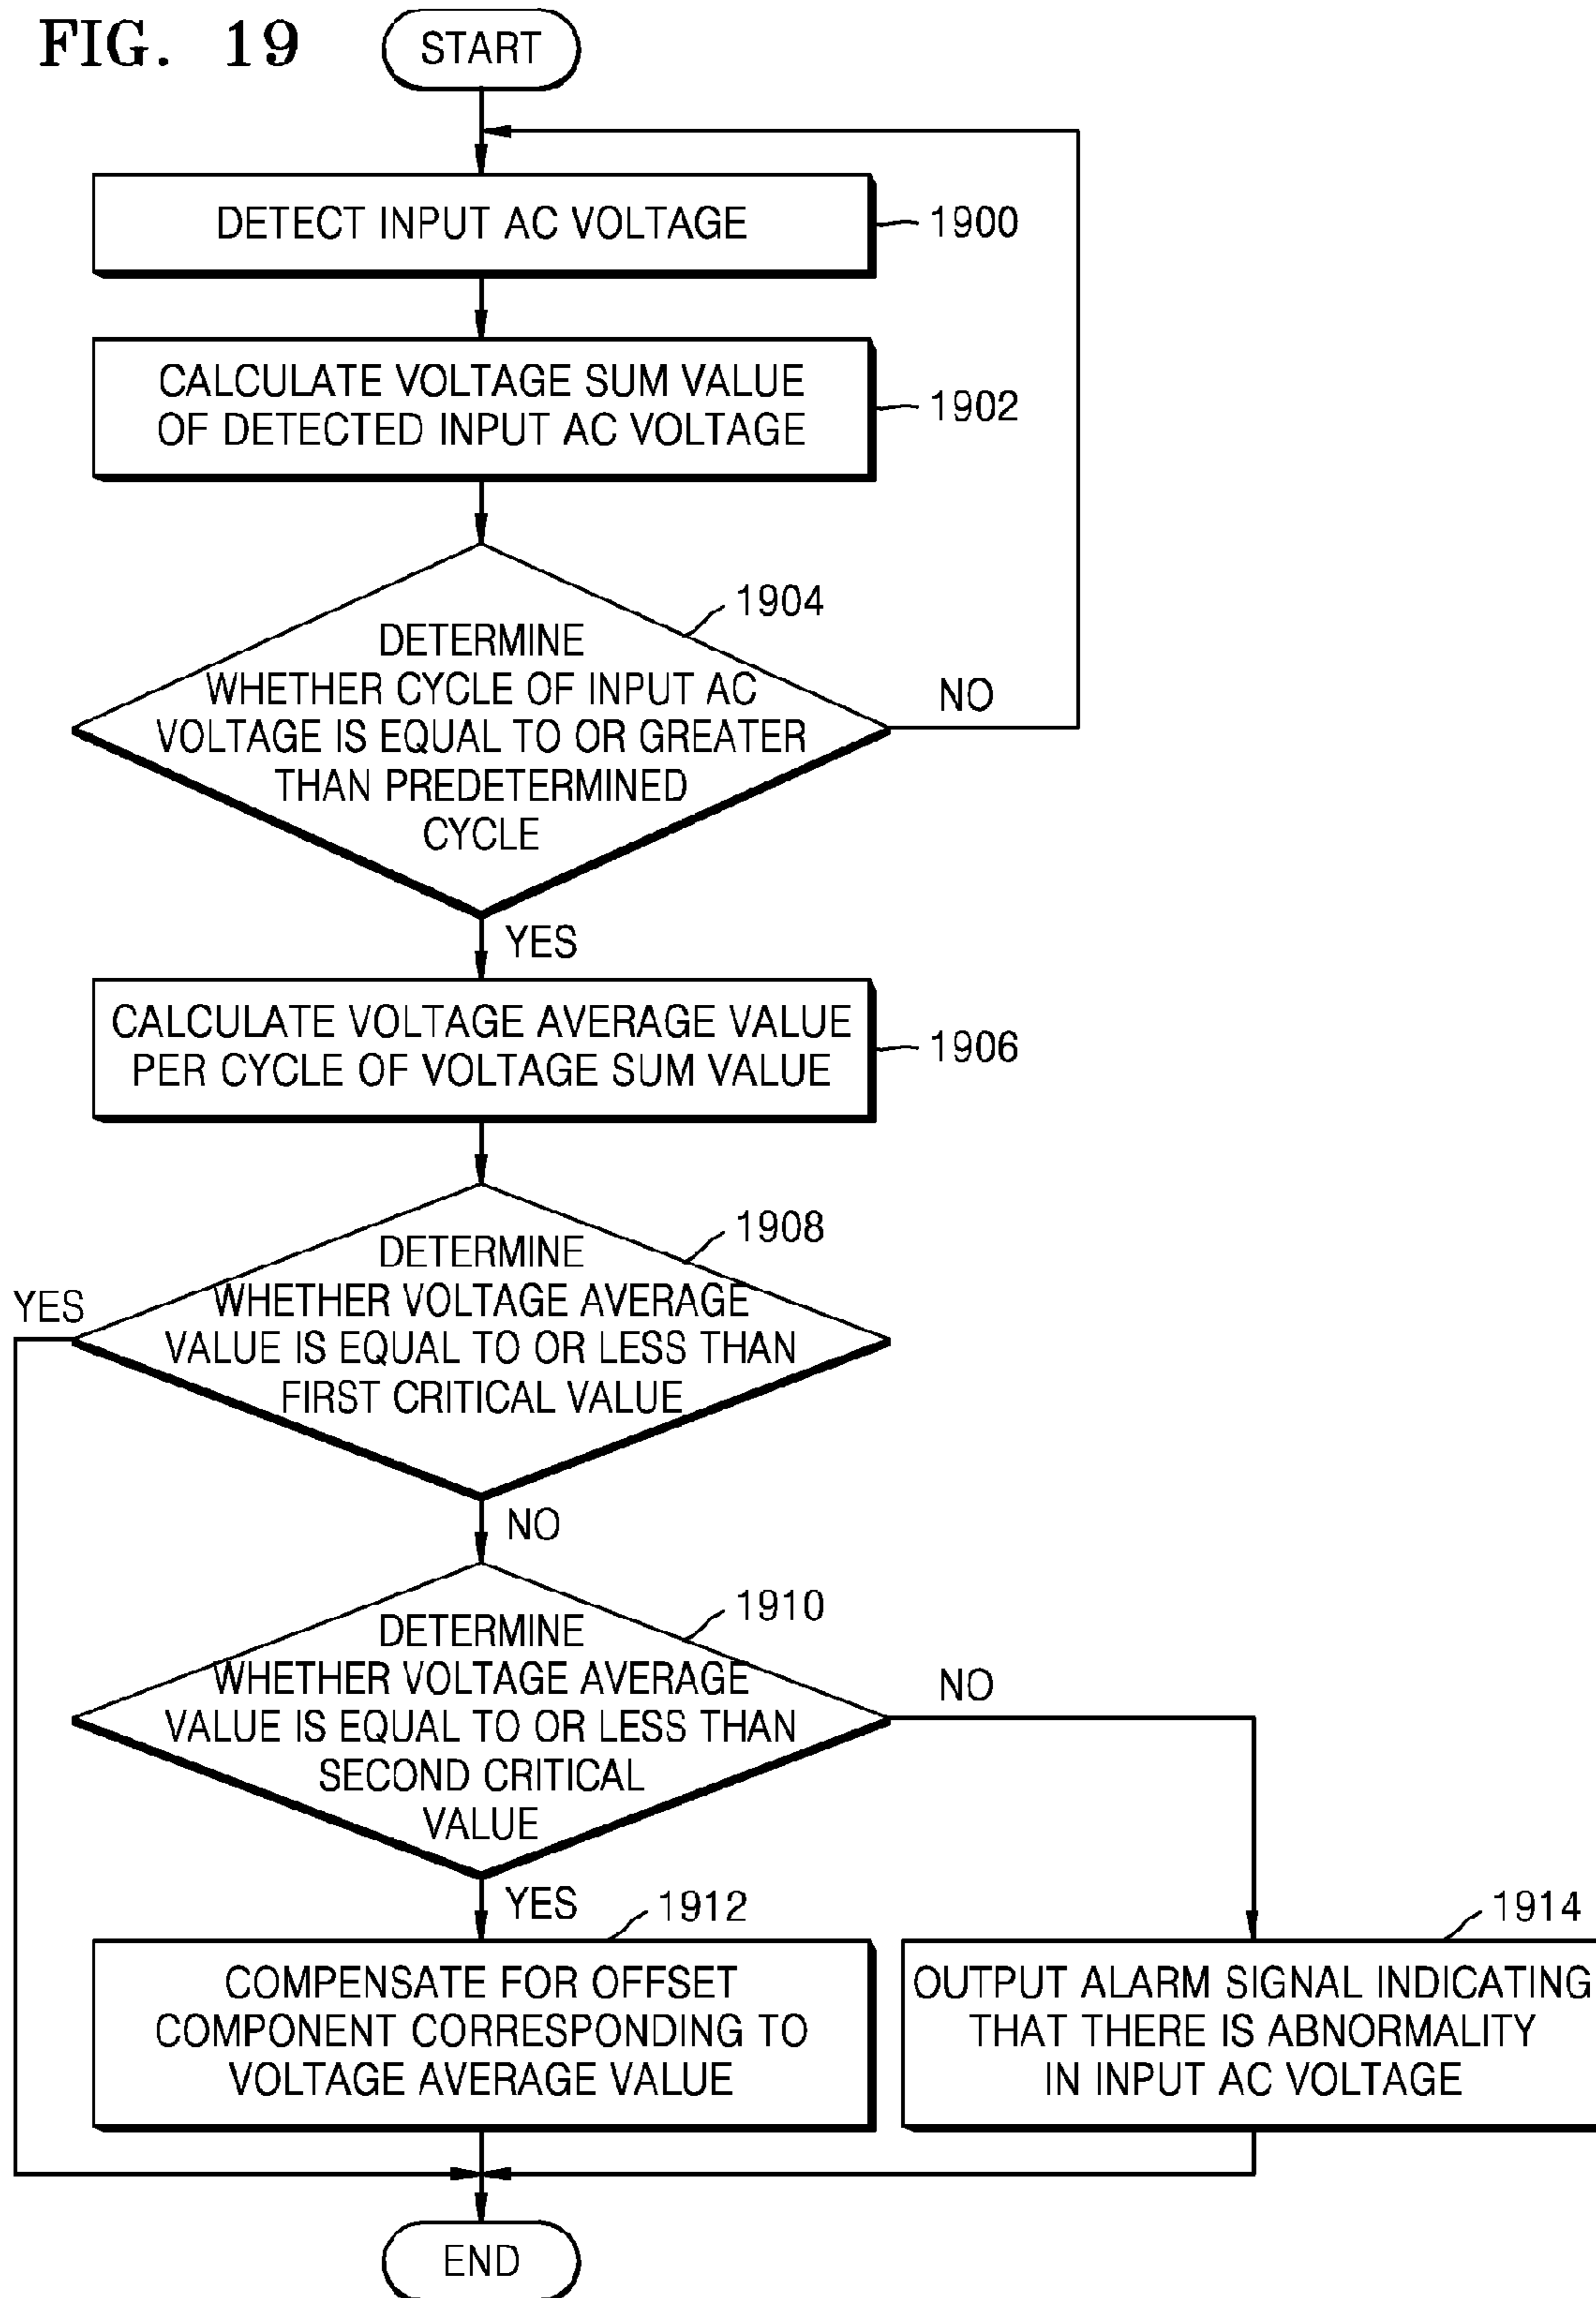 FIG. 19
START
DETECT INPUT AC VOLTAGE
1900
CALCULATE VOLTAGE SUM VALUE
OF DETECTED INPUT AC VOLTAGE
1902
1904
DETERMINE
WHETHER CYCLE OF INPUT AC
VOLTAGE IS EQUAL TO OR GREATER
THAN PREDETERMINED
CYCLE
NO
YES
CALCULATE VOLTAGE AVERAGE VALUE
PER CYCLE OF VOLTAGE SUM VALUE
1906
1908
DETERMINE
WHETHER VOLTAGE AVERAGE
VALUE IS EQUAL TO OR LESS THAN
FIRST CRITICAL VALUE
YES
NO
1910
DETERMINE
WHETHER VOLTAGE AVERAGE
VALUE IS EQUAL TO OR LESS THAN
SECOND CRITICAL
VALUE
NO
YES
1912
COMPENSATE FOR OFFSET
COMPONENT CORRESPONDING TO
VOLTAGE AVERAGE VALUE
1914
OUTPUT ALARM SIGNAL INDICATING
THAT THERE IS ABNORMALITY
IN INPUT AC VOLTAGE
END